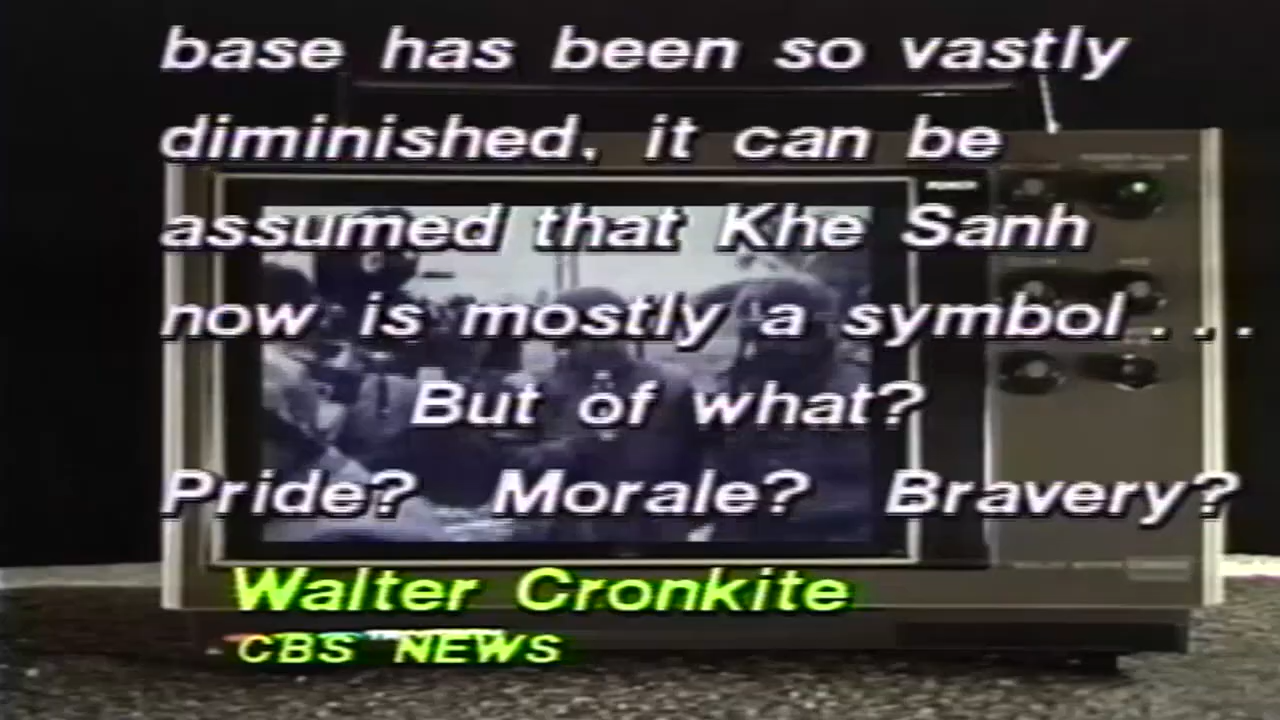 base has been so vastly
diminished, it can be
assumed that Khe Sanh
now is mostly a symbol...
But of what?
Pride? Morale? Bravery?
Walter Cronkite
CBS NEWS
POWER